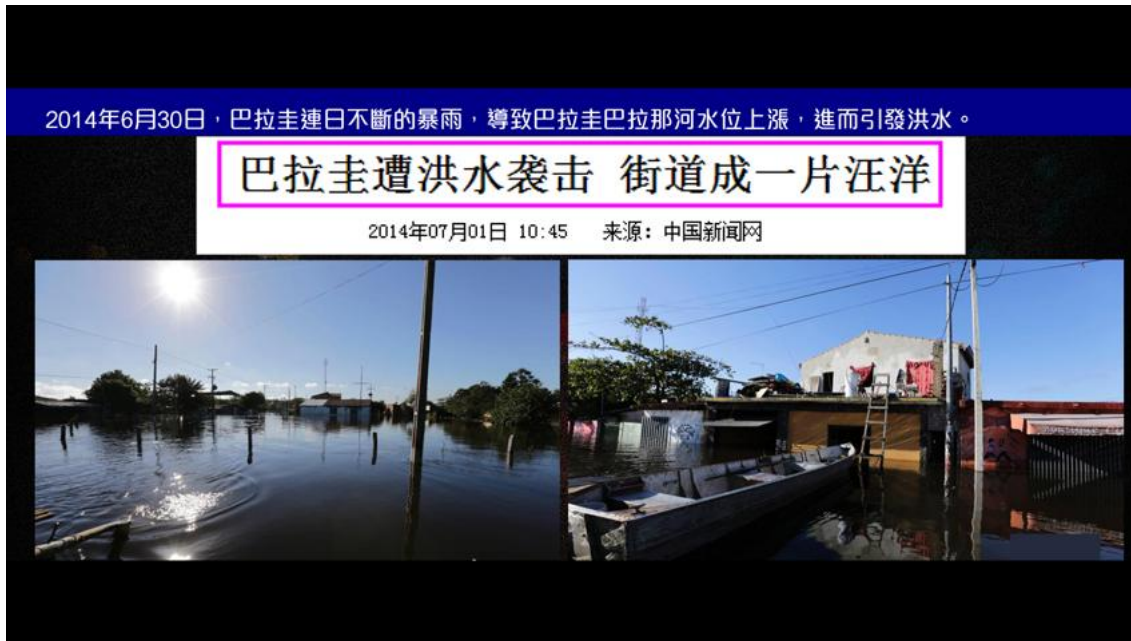 2014年6月30日，巴拉圭連日不斷的暴雨，導致巴拉圭巴拉那河水位上漲，進而引發洪水。
巴拉圭遭洪水袭击 街道成一片汪洋
2014年07月01日 10:45 来源：中国新闻网